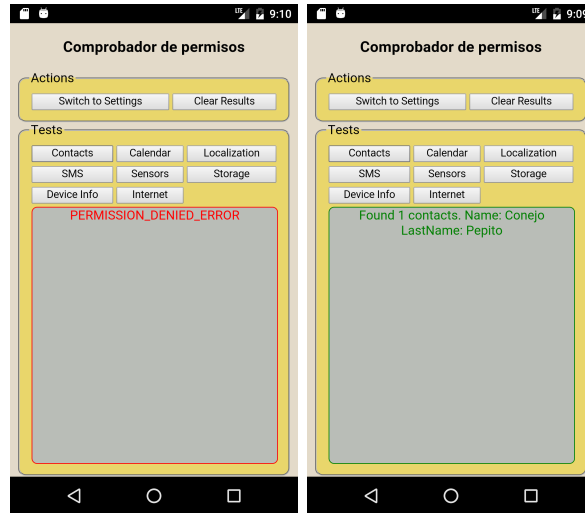 LTE 9:10
Comprobador de permisos
Actions
Switch to Settings Clear Results
Tests
Contacts Calendar Localization
SMS Sensors Storage
Device Info Internet
PERMISSION_DENIED_ERROR
LTE 9:09
Comprobador de permisos
Actions
Switch to Settings Clear Results
Tests
Contacts Calendar Localization
SMS Sensors Storage
Device Info Internet
Found 1 contacts. Name: Conejo
LastName: Pepito